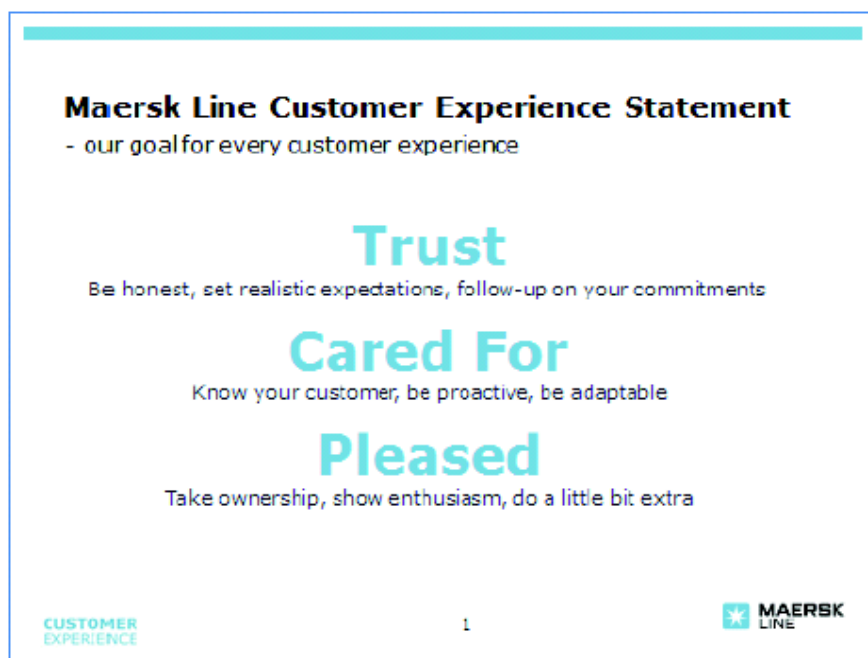 Maersk Line Customer Experience Statement
- our goal for every customer experience
Trust
Be honest, set realistic expectations, follow-up on your commitments
Cared For
Know your customer, be proactive, be adaptable
Pleased
Take ownership, show enthusiasm, do a little bit extra
CUSTOMER
EXPERIENCE
1
MAERSK
LINE